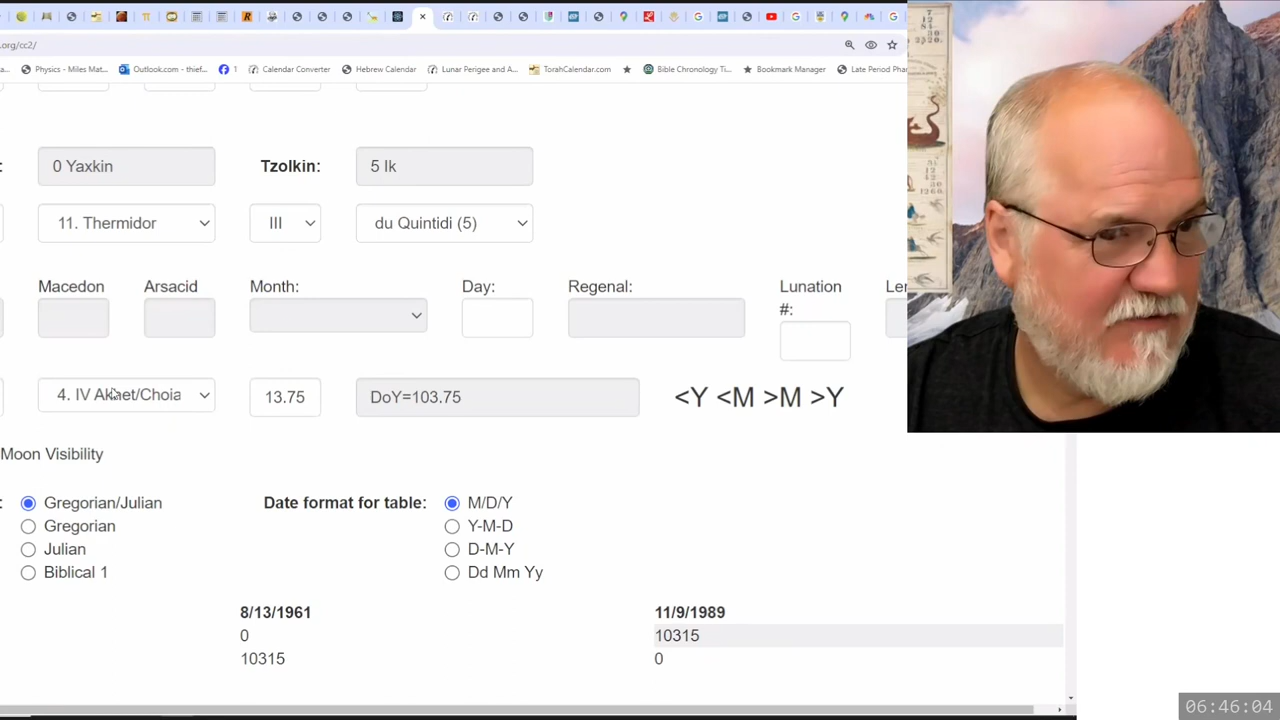 .org/cc2/
Physics - Miles Mat... Outlook.com - thief... 1 Calendar Converter Hebrew Calendar Lunar Perigee and A... TorahCalendar.com Bible Chronology Ti... Bookmark Manager Late Period Pha
0 Yaxkin Tzolkin: 5 Ik
11. Thermidor III du Quintidi (5)
Macedon Arsacid Month: Day: Regenal: Lunation #: Len
4. IV Akhet/Choia 13.75 DoY=103.75 <Y <M >M >Y
Moon Visibility
Gregorian/Julian Date format for table: M/D/Y
Gregorian Y-M-D
Julian D-M-Y
Biblical 1 Dd Mm Yy
8/13/1961 11/9/1989
0 10315
10315 0
06:46:04